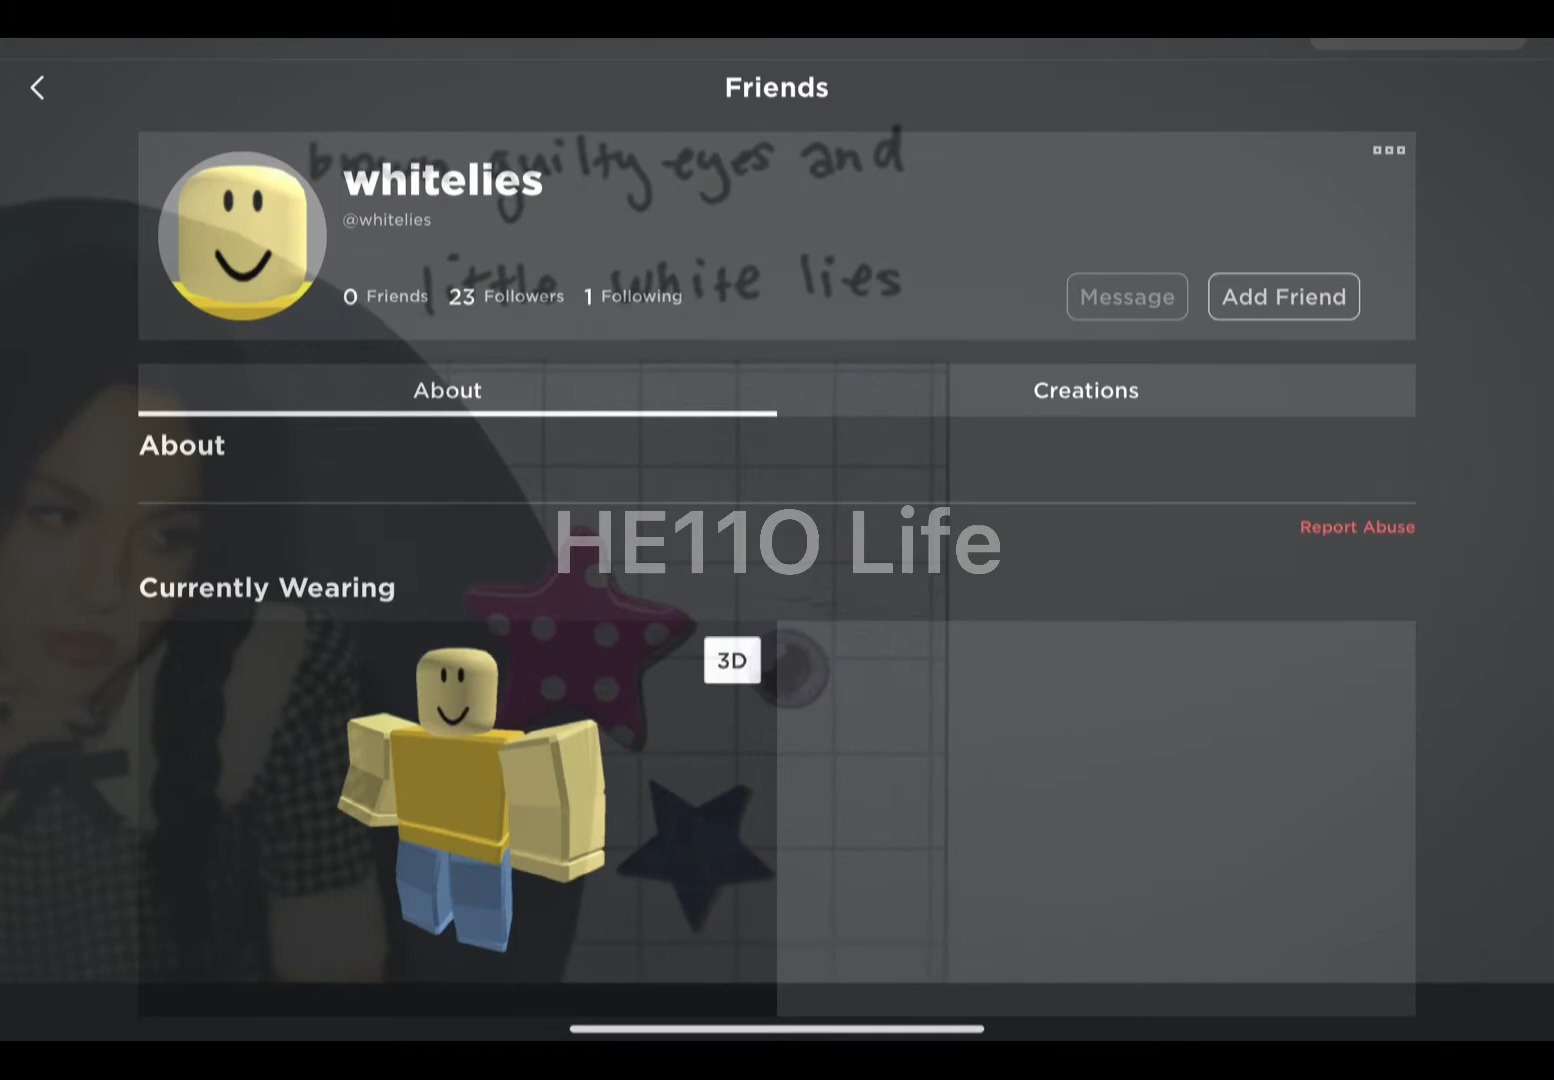 Friends
brown guilty eyes and
whitelies
@whitelies
little white lies
0 Friends 23 Followers 1 Following
Message
Add Friend
About
Creations
About
HE11O Life
Report Abuse
Currently Wearing
3D